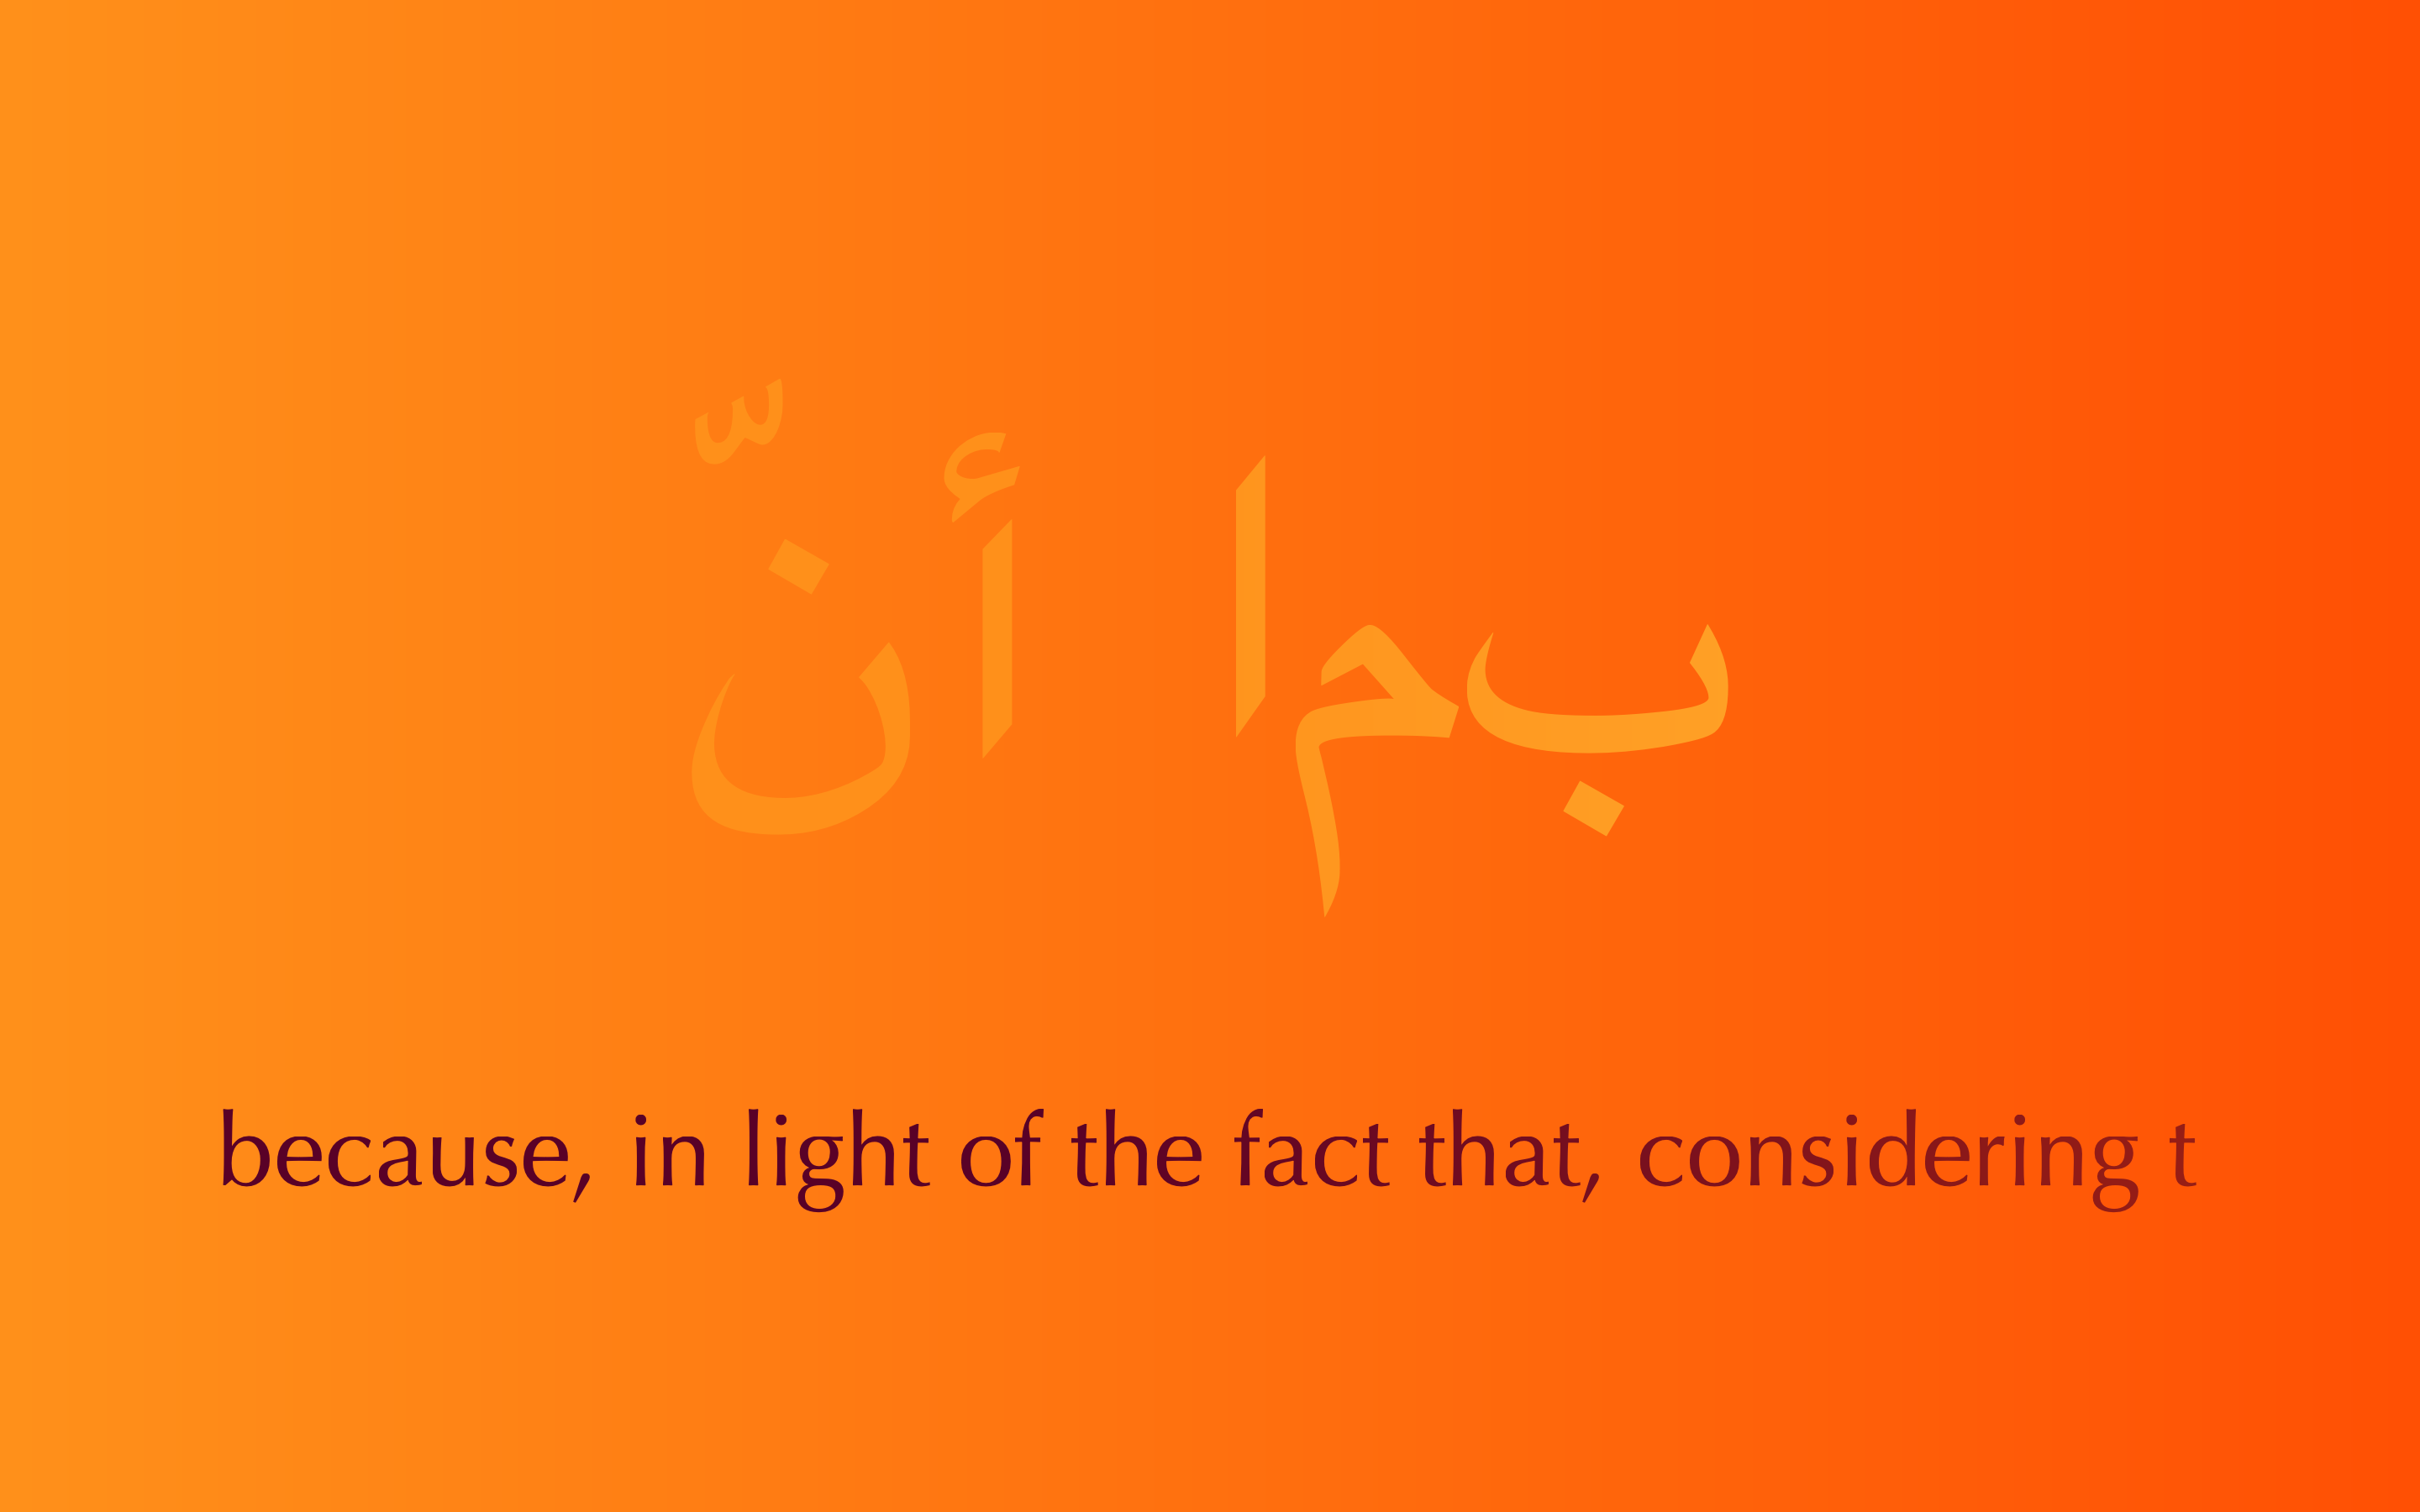 بما أنّ
because, in light of the fact that, considering t